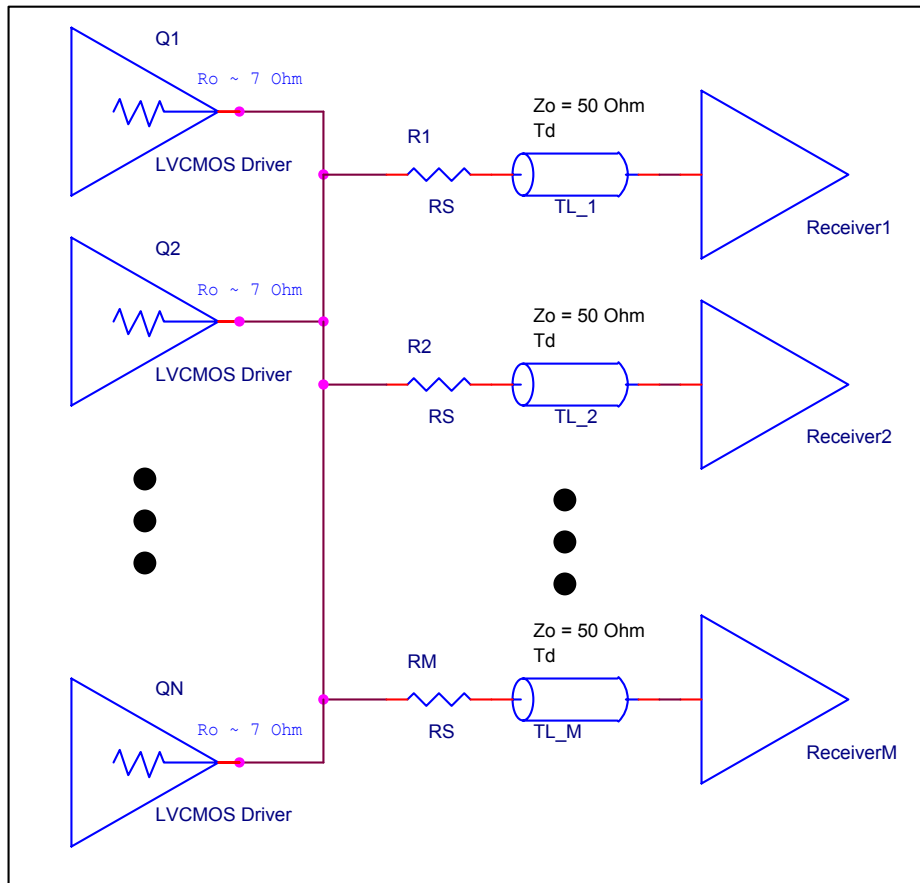 Q1
Ro ~ 7 Ohm
LVCMOS Driver
R1
RS
Zo = 50 Ohm
Td
TL_1
Receiver1
Q2
Ro ~ 7 Ohm
LVCMOS Driver
R2
RS
Zo = 50 Ohm
Td
TL_2
Receiver2
QN
Ro ~ 7 Ohm
LVCMOS Driver
RM
RS
Zo = 50 Ohm
Td
TL_M
ReceiverM